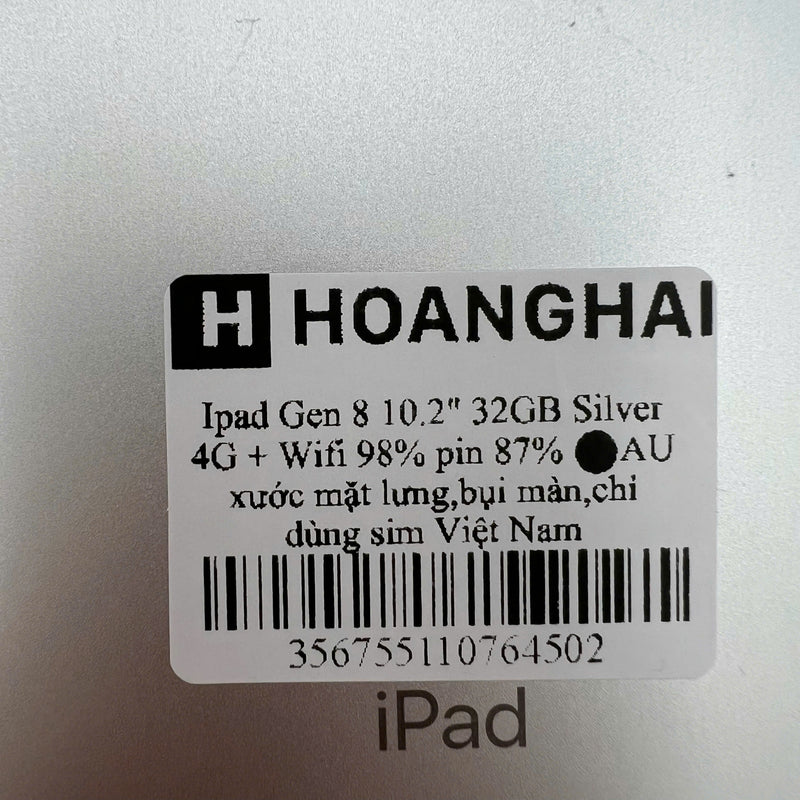 H HOANGHAI
Ipad Gen 8 10.2" 32GB Silver
4G + Wifi 98% pin 87% ●AU
xước mặt lưng,bụi màn,chỉ
dùng sim Việt Nam
356755110764502
iPad